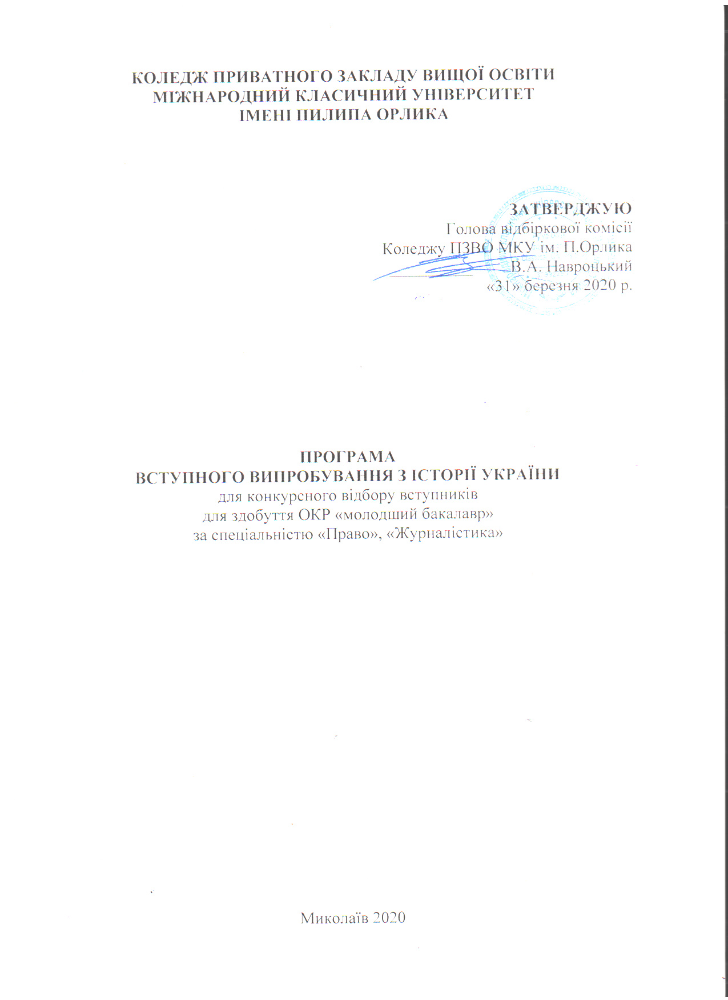 КОЛЕДЖ ПРИВАТНОГО ЗАКЛАДУ ВИЩОЇ ОСВІТИ
МІЖНАРОДНИЙ КЛАСИЧНИЙ УНІВЕРСИТЕТ
ІМЕНІ ПИЛИПА ОРЛИКА
ЗАТВЕРДЖУЮ
Голова відбіркової комісії
Коледжу ПЗВО МКУ ім. П.Орлика
В.А. Навроцький
«31» березня 2020 р.
ПРОГРАМА
ВСТУПНОГО ВИПРОБУВАННЯ З ІСТОРІЇ УКРАЇНИ
для конкурсного відбору вступників
для здобуття ОКР «молодший бакалавр»
за спеціальністю «Право», «Журналістика»
Миколаїв 2020